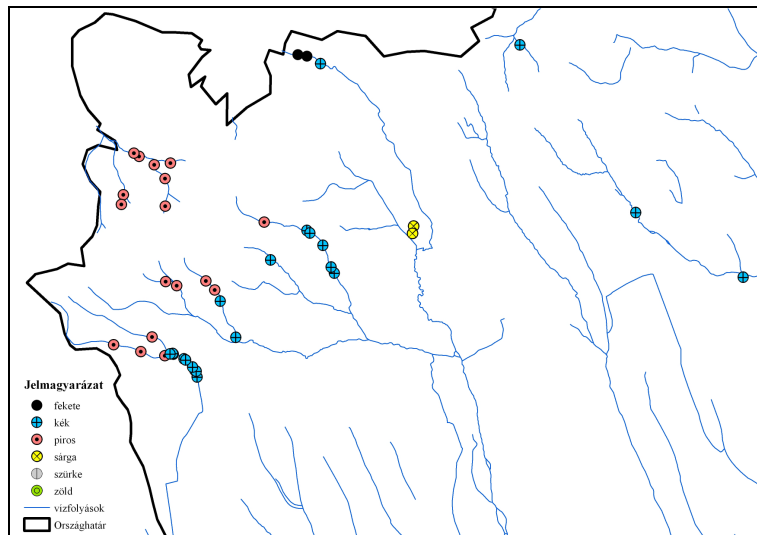 Jelmagyarázat
fekete
kék
piros
sárga
szürke
zöld
vízfolyások
Országhatár